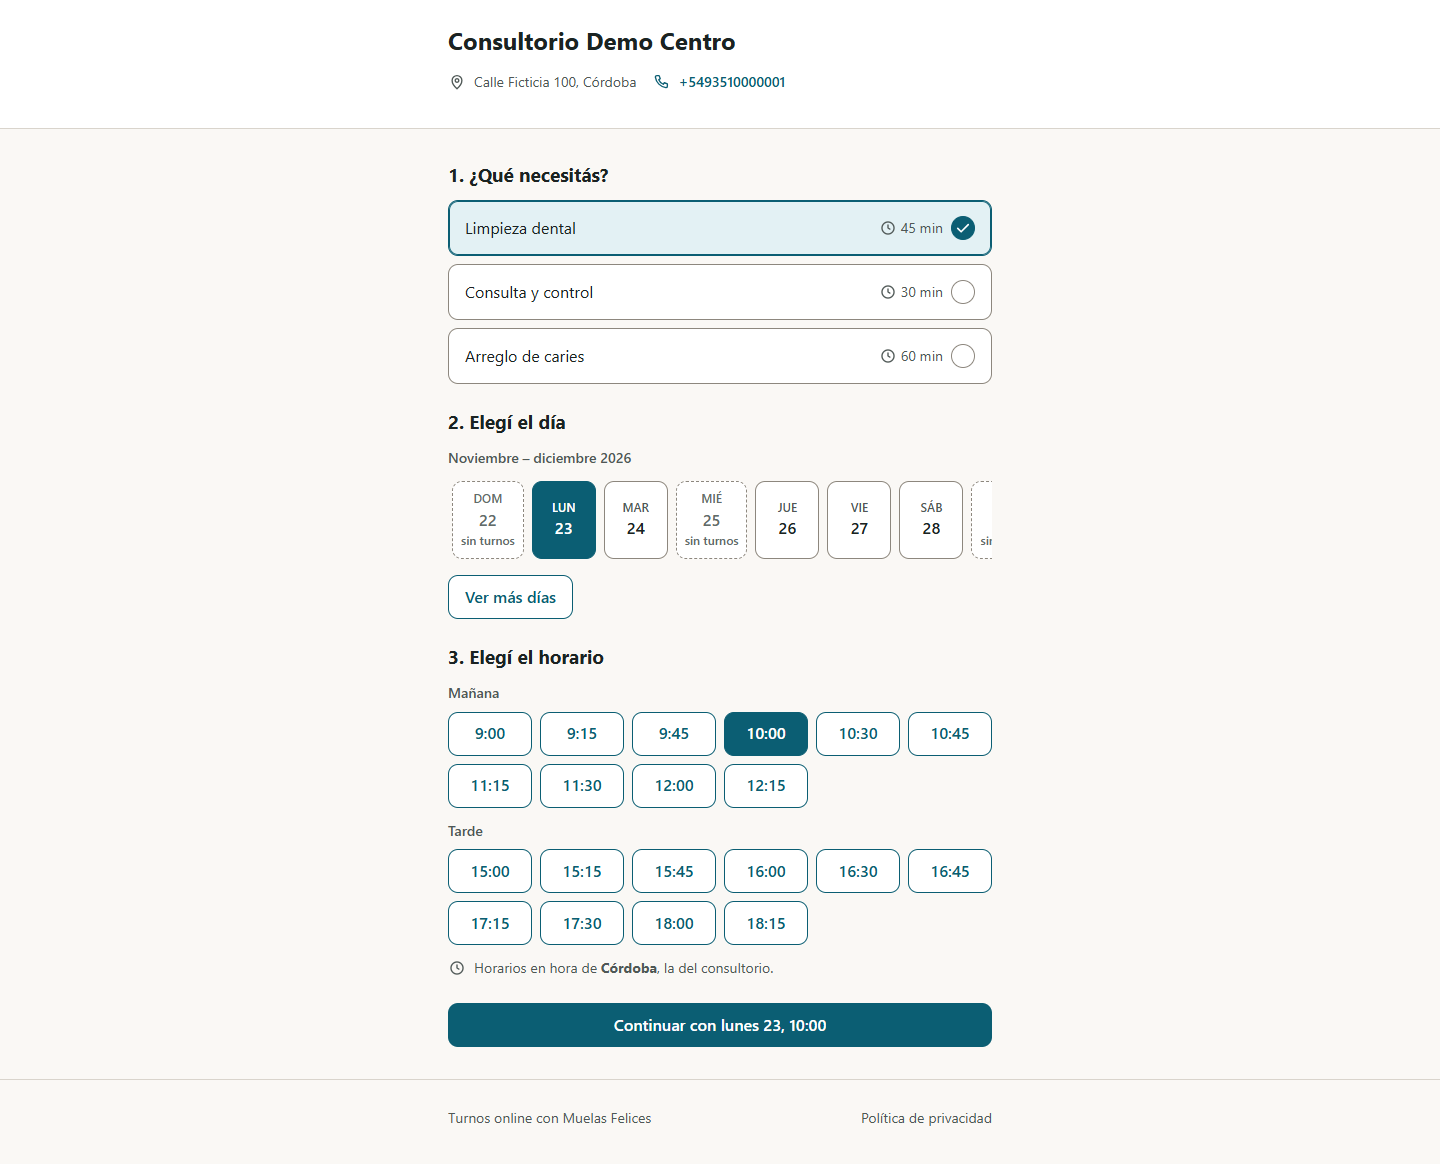 Consultorio Demo Centro
Calle Ficticia 100, Córdoba +5493510000001
1. ¿Qué necesitás?
Limpieza dental 45 min
Consulta y control 30 min
Arreglo de caries 60 min
2. Elegí el día
Noviembre – diciembre 2026
DOM LUN MAR MIÉ JUE VIE SÁB
22 23 24 25 26 27 28
sin turnos sin turnos
Ver más días
3. Elegí el horario
Mañana
9:00 9:15 9:45 10:00 10:30 10:45
11:15 11:30 12:00 12:15
Tarde
15:00 15:15 15:45 16:00 16:30 16:45
17:15 17:30 18:00 18:15
Horarios en hora de Córdoba, la del consultorio.
Continuar con lunes 23, 10:00
Turnos online con Muelas Felices Política de privacidad